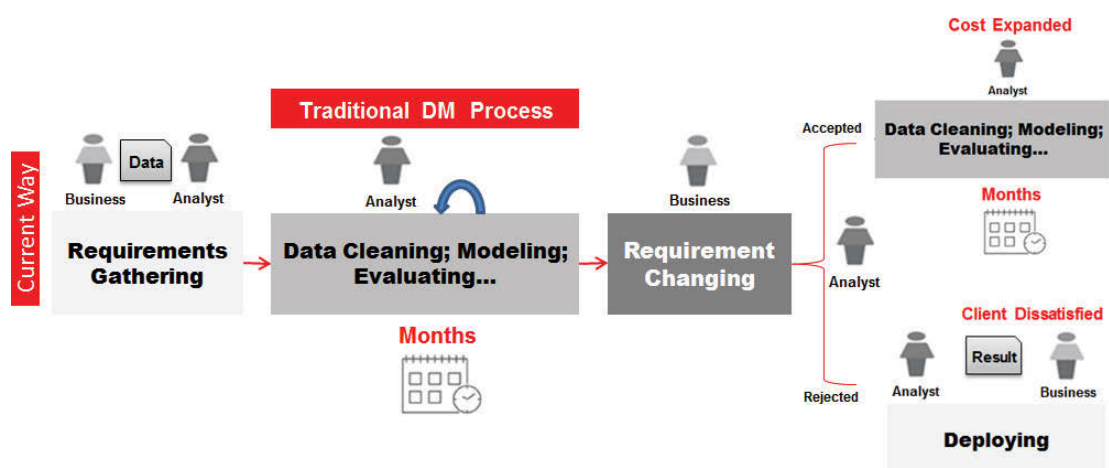 Current Way
Business
Data
Analyst
Requirements
Gathering
Traditional DM Process
Analyst
Data Cleaning; Modeling;
Evaluating...
Months
Business
Requirement
Changing
Analyst
Accepted
Cost Expanded
Analyst
Data Cleaning; Modeling;
Evaluating...
Months
Rejected
Client Dissatisfied
Analyst
Result
Business
Deploying